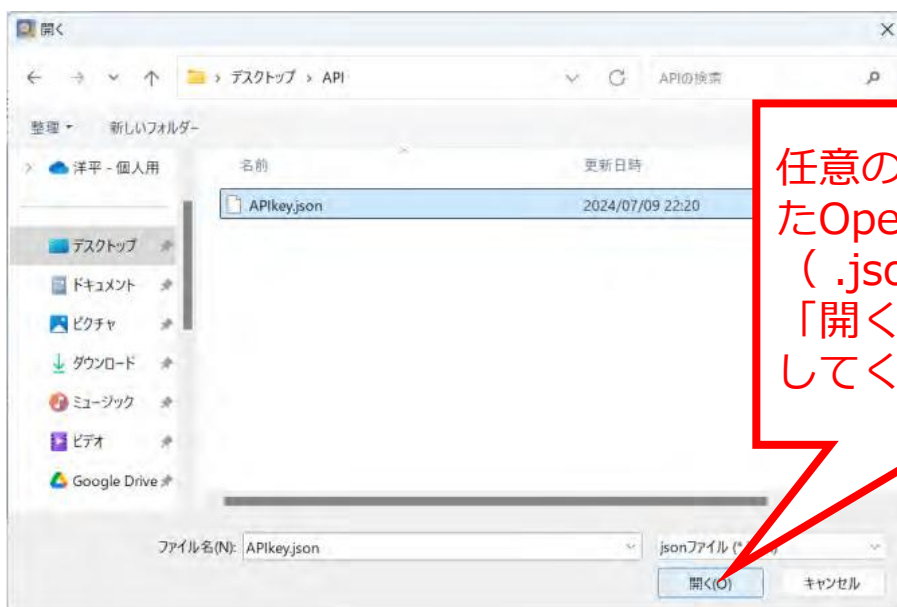 開く
デスクトップ › API
APIの検索
整理
新しいフォルダー
洋平 - 個人用
名前
更新日時
APIkey.json
2024/07/09 22:20
デスクトップ
ドキュメント
ピクチャ
ダウンロード
ミュージック
ビデオ
Google Drive
任意の
たOpe
( .jso
「開く
してく
ファイル名(N):
APIkey.json
jsonファイル (*
開く(O)
キャンセル